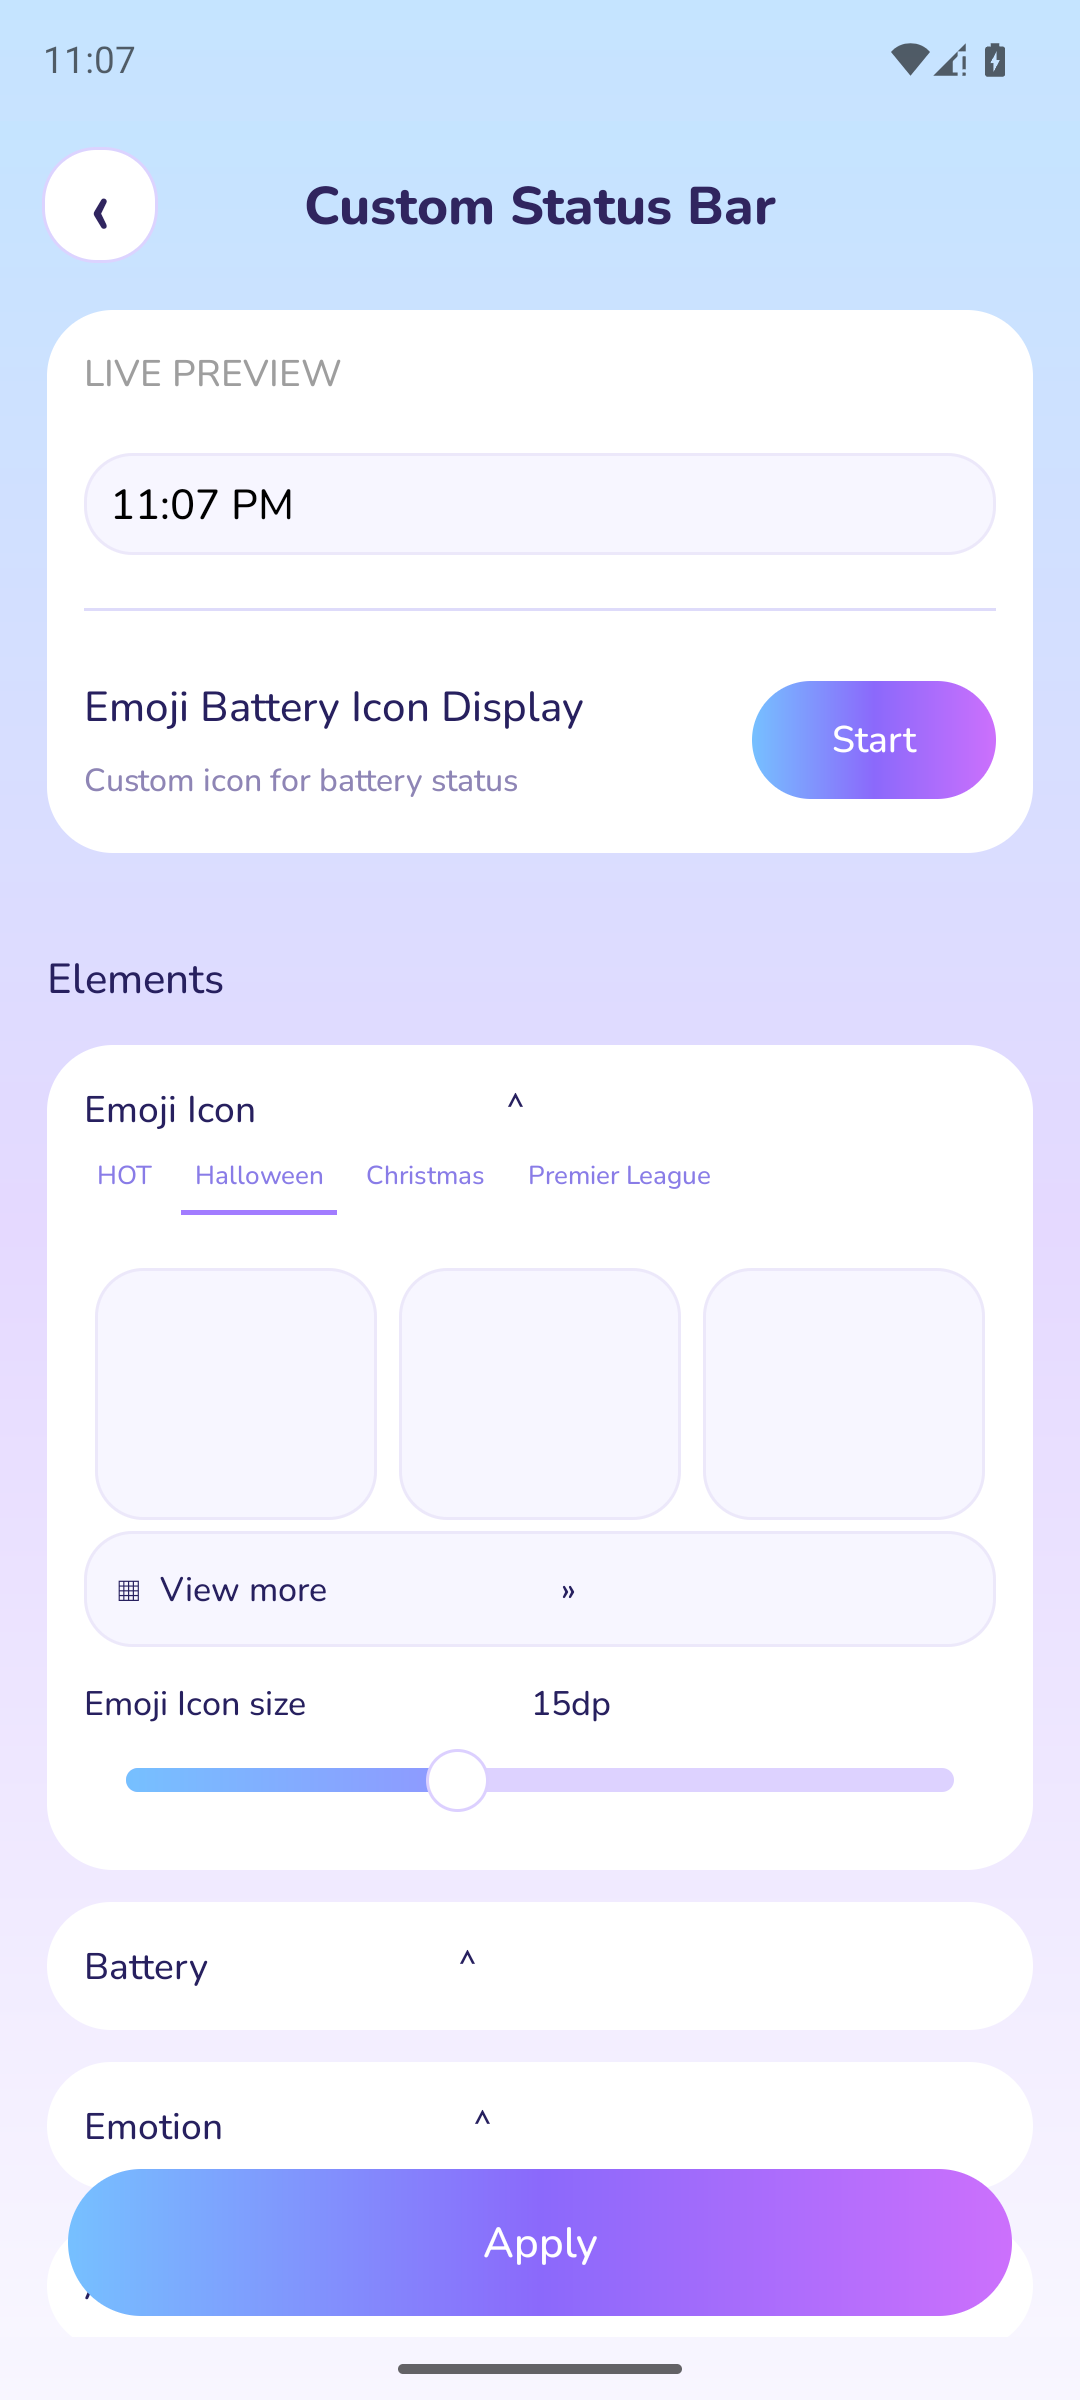 11:07
‹
Custom Status Bar
LIVE PREVIEW
11:07 PM
Emoji Battery Icon Display
Custom icon for battery status
Start
Elements
Emoji Icon ^
HOT Halloween Christmas Premier League
▦ View more »
Emoji Icon size 15dp
Battery ^
Emotion ^
Apply